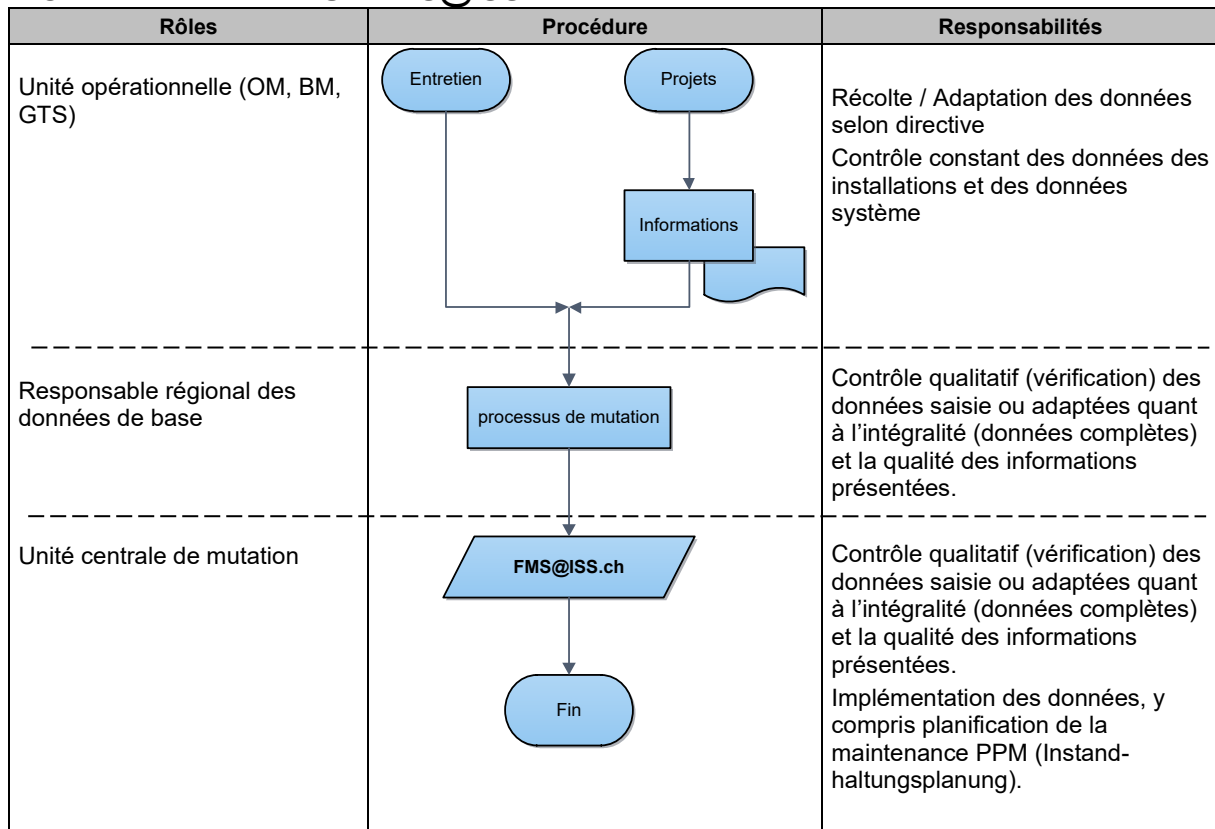 Rôles
Procédure
Responsabilités
Unité opérationnelle (OM, BM,
GTS)
Entretien
Projets
Informations
Récolte / Adaptation des données
selon directive
Contrôle constant des données des
installations et des données
système
Responsable régional des
données de base
processus de mutation
Contrôle qualitatif (vérification) des
données saisie ou adaptées quant
à l’intégralité (données complètes)
et la qualité des informations
présentées.
Unité centrale de mutation
FMS@ISS.ch
Fin
Contrôle qualitatif (vérification) des
données saisie ou adaptées quant
à l’intégralité (données complètes)
et la qualité des informations
présentées.
Implémentation des données, y
compris planification de la
maintenance PPM (Instand-
haltungsplanung).